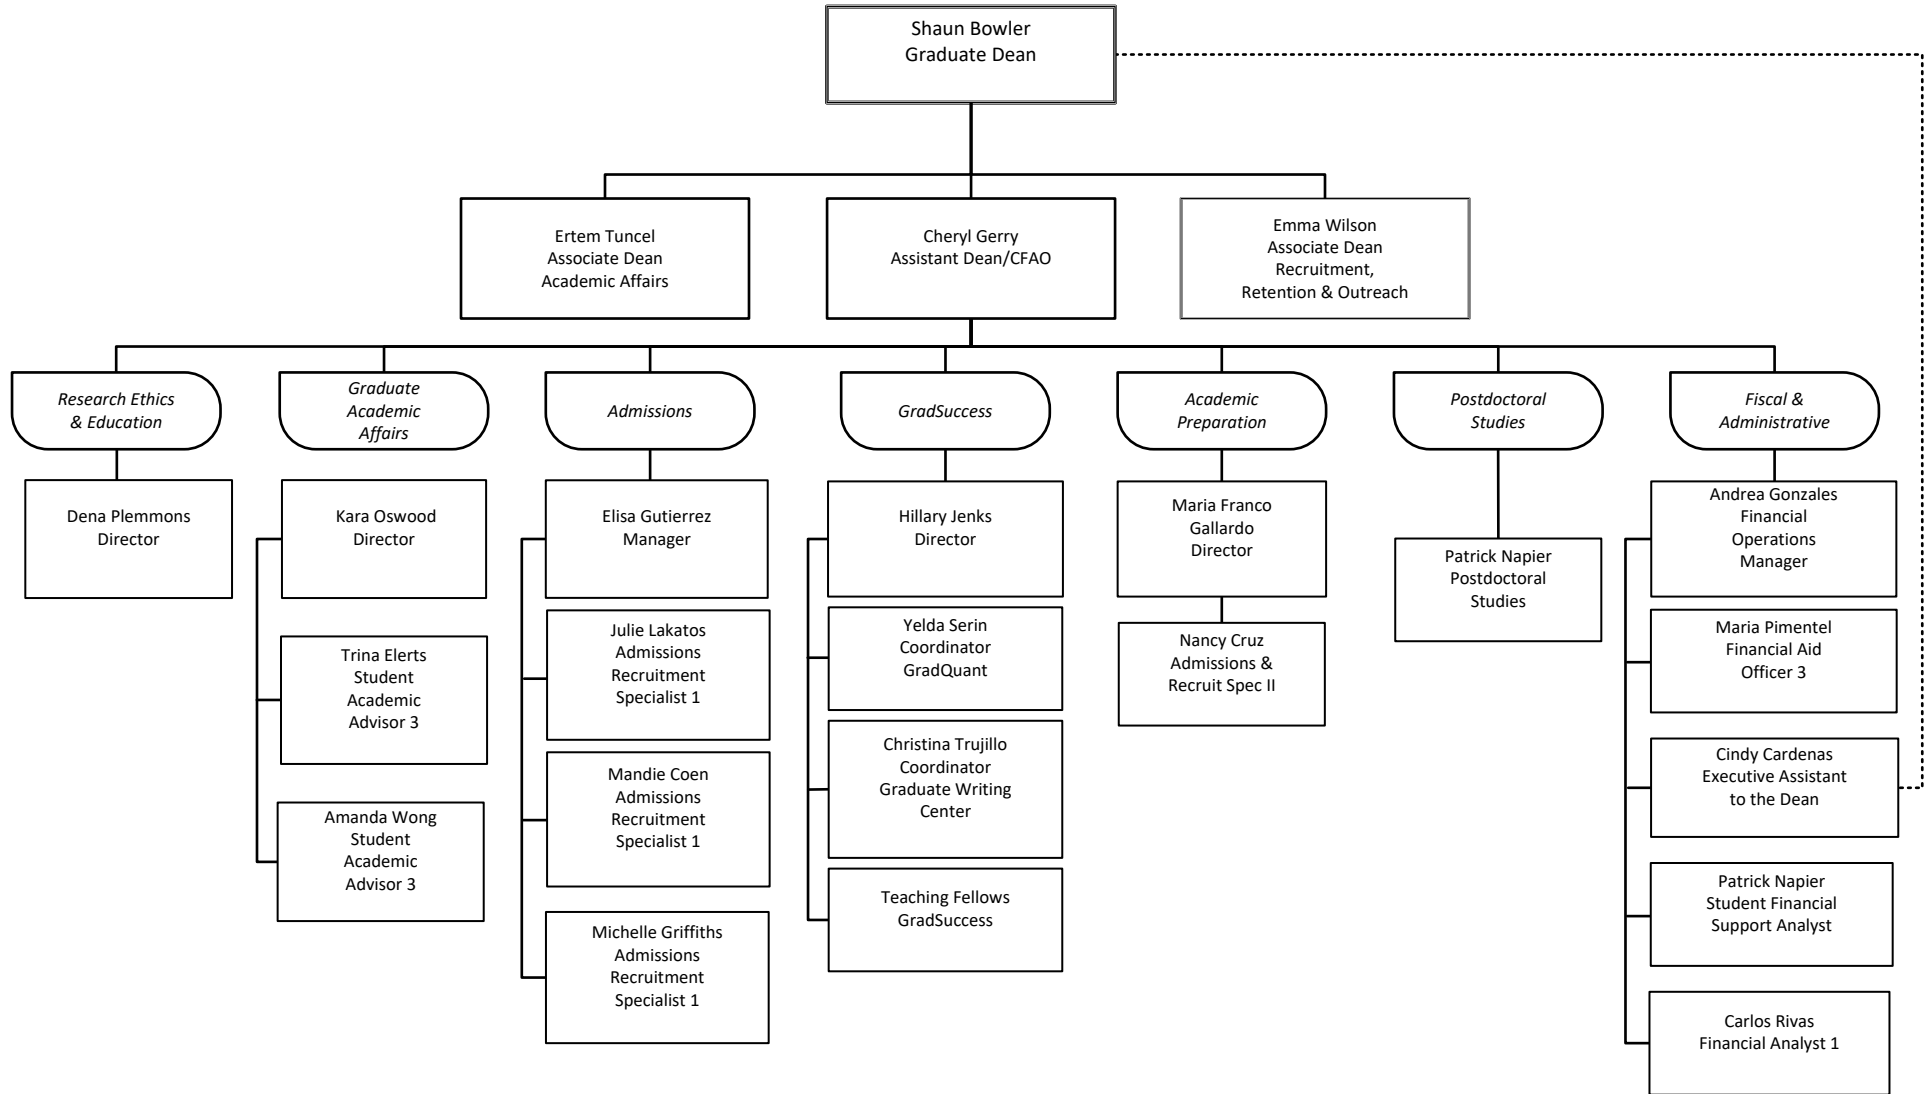 Shaun Bowler
Graduate Dean
Ertem Tuncel
Associate Dean
Academic Affairs
Cheryl Gerry
Assistant Dean/CFAO
Emma Wilson
Associate Dean
Recruitment,
Retention & Outreach
Research Ethics
& Education
Graduate
Academic
Affairs
Admissions
GradSuccess
Academic
Preparation
Postdoctoral
Studies
Fiscal &
Administrative
Dena Plemmons
Director
Kara Oswood
Director
Trina Elerts
Student
Academic
Advisor 3
Amanda Wong
Student
Academic
Advisor 3
Elisa Gutierrez
Manager
Julie Lakatos
Admissions
Recruitment
Specialist 1
Mandie Coen
Admissions
Recruitment
Specialist 1
Michelle Griffiths
Admissions
Recruitment
Specialist 1
Hillary Jenks
Director
Yelda Serin
Coordinator
GradQuant
Christina Trujillo
Coordinator
Graduate Writing
Center
Teaching Fellows
GradSuccess
Maria Franco
Gallardo
Director
Nancy Cruz
Admissions &
Recruit Spec II
Patrick Napier
Postdoctoral
Studies
Andrea Gonzales
Financial
Operations
Manager
Maria Pimentel
Financial Aid
Officer 3
Cindy Cardenas
Executive Assistant
to the Dean
Patrick Napier
Student Financial
Support Analyst
Carlos Rivas
Financial Analyst 1